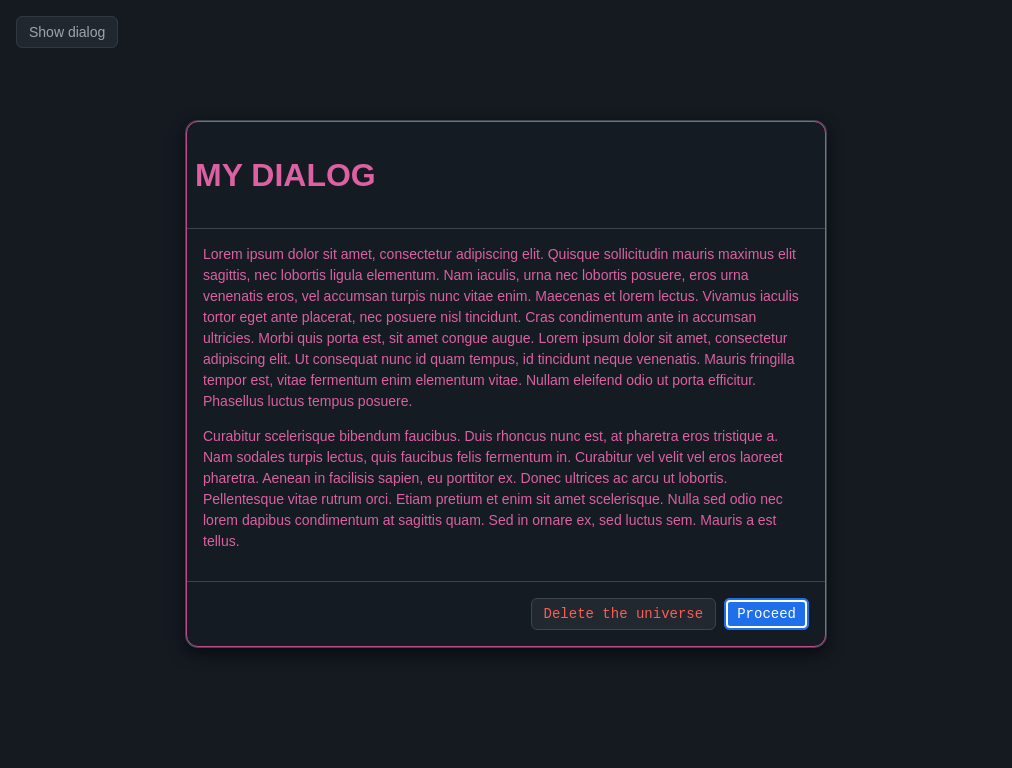 Show dialog
MY DIALOG
Lorem ipsum dolor sit amet, consectetur adipiscing elit. Quisque sollicitudin mauris maximus elit
sagittis, nec lobortis ligula elementum. Nam iaculis, urna nec lobortis posuere, eros urna
venenatis eros, vel accumsan turpis nunc vitae enim. Maecenas et lorem lectus. Vivamus iaculis
tortor eget ante placerat, nec posuere nisl tincidunt. Cras condimentum ante in accumsan
ultricies. Morbi quis porta est, sit amet congue augue. Lorem ipsum dolor sit amet, consectetur
adipiscing elit. Ut consequat nunc id quam tempus, id tincidunt neque venenatis. Mauris fringilla
tempor est, vitae fermentum enim elementum vitae. Nullam eleifend odio ut porta efficitur.
Phasellus luctus tempus posuere.
Curabitur scelerisque bibendum faucibus. Duis rhoncus nunc est, at pharetra eros tristique a.
Nam sodales turpis lectus, quis faucibus felis fermentum in. Curabitur vel velit vel eros laoreet
pharetra. Aenean in facilisis sapien, eu porttitor ex. Donec ultrices ac arcu ut lobortis.
Pellentesque vitae rutrum orci. Etiam pretium et enim sit amet scelerisque. Nulla sed odio nec
lorem dapibus condimentum at sagittis quam. Sed in ornare ex, sed luctus sem. Mauris a est
tellus.
Delete the universe
Proceed